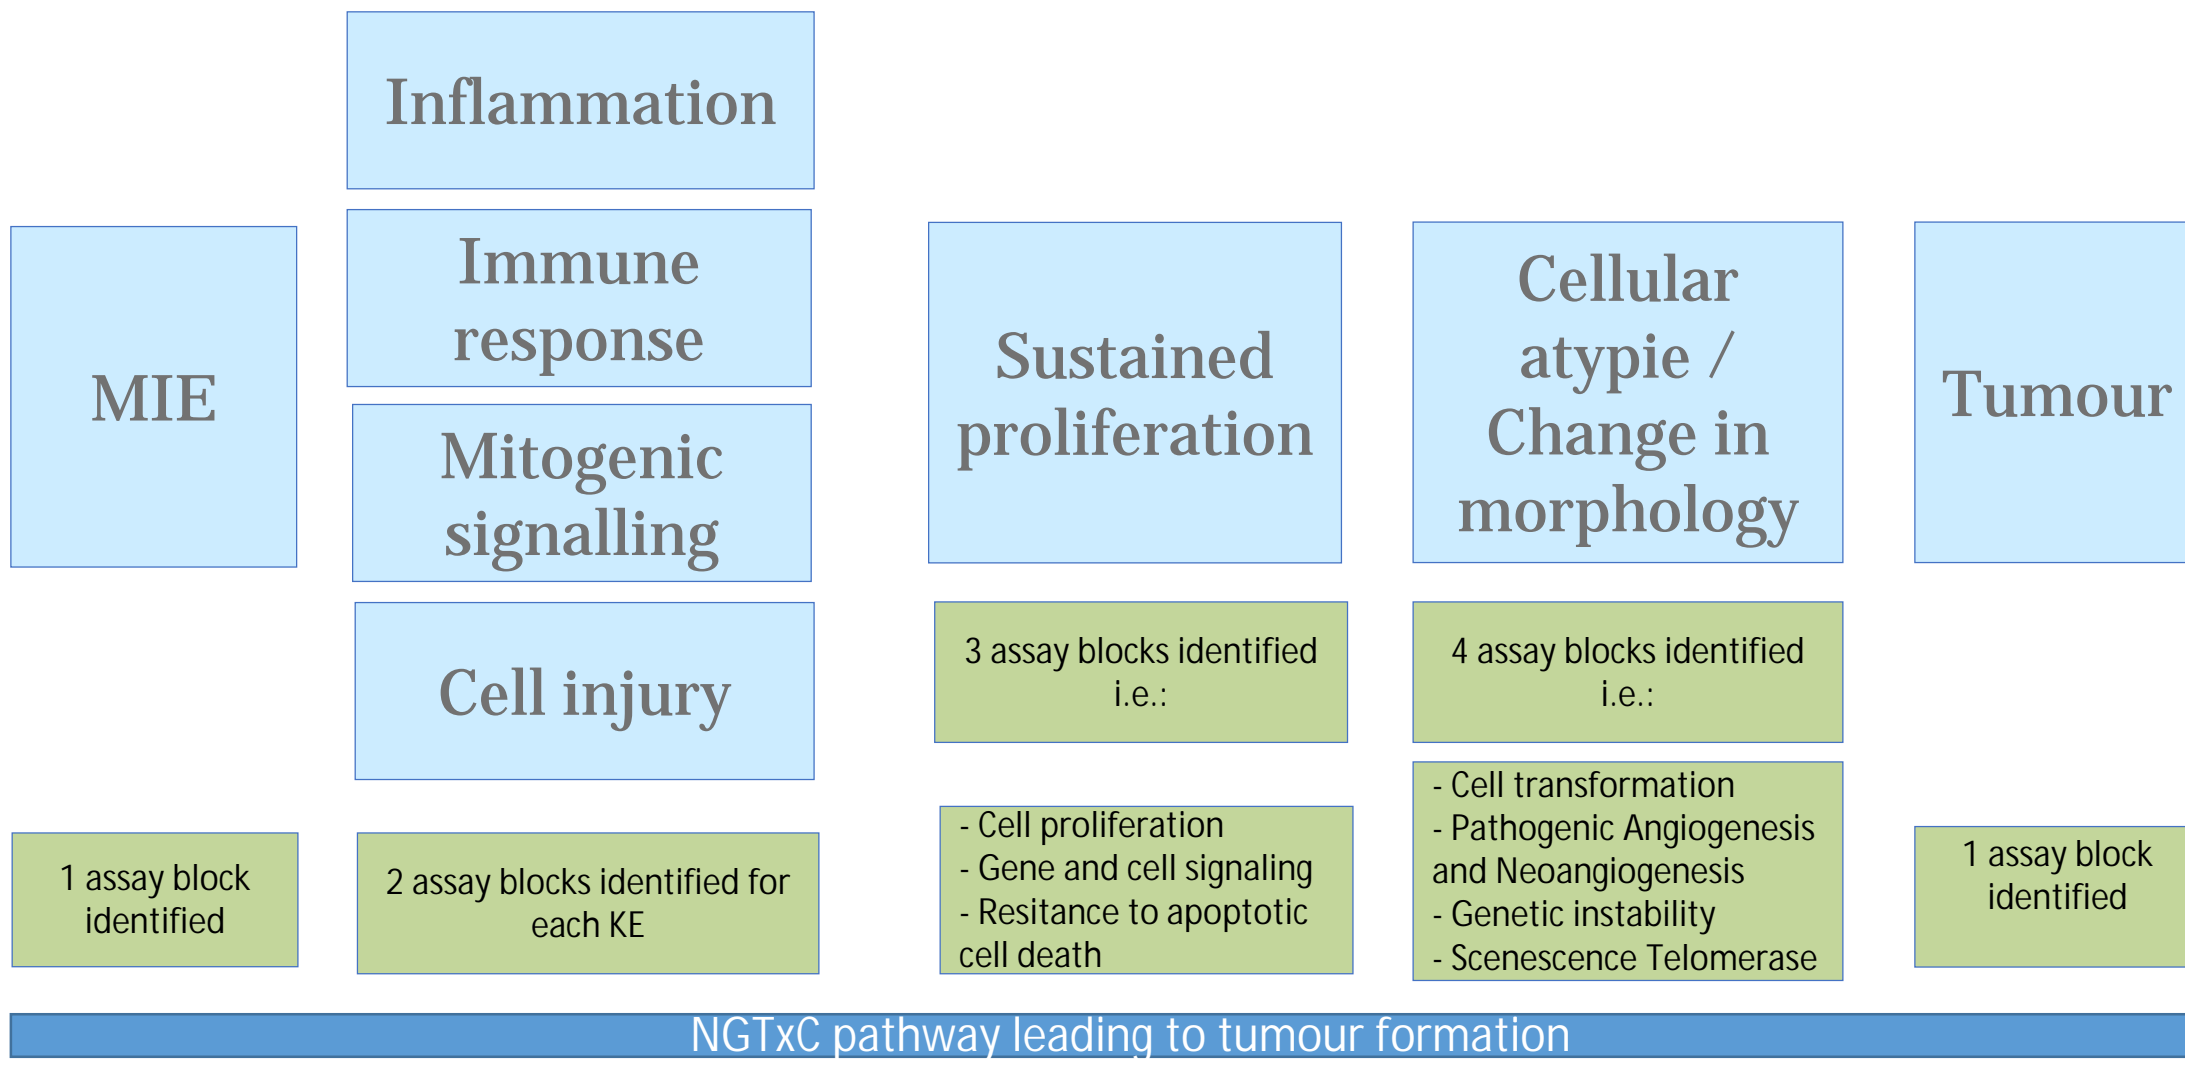 Inflammation
MIE
Immune
response
Mitogenic
signalling
Cell injury
Sustained
proliferation
Cellular
atypie /
Change in
morphology
Tumour
1 assay block
identified
2 assay blocks identified for
each KE
3 assay blocks identified
i.e.:
- Cell proliferation
- Gene and cell signaling
- Resitance to apoptotic
cell death
4 assay blocks identified
i.e.:
- Cell transformation
- Pathogenic Angiogenesis
and Neoangiogenesis
- Genetic instability
- Scenescence Telomerase
1 assay block
identified
NGTxC pathway leading to tumour formation